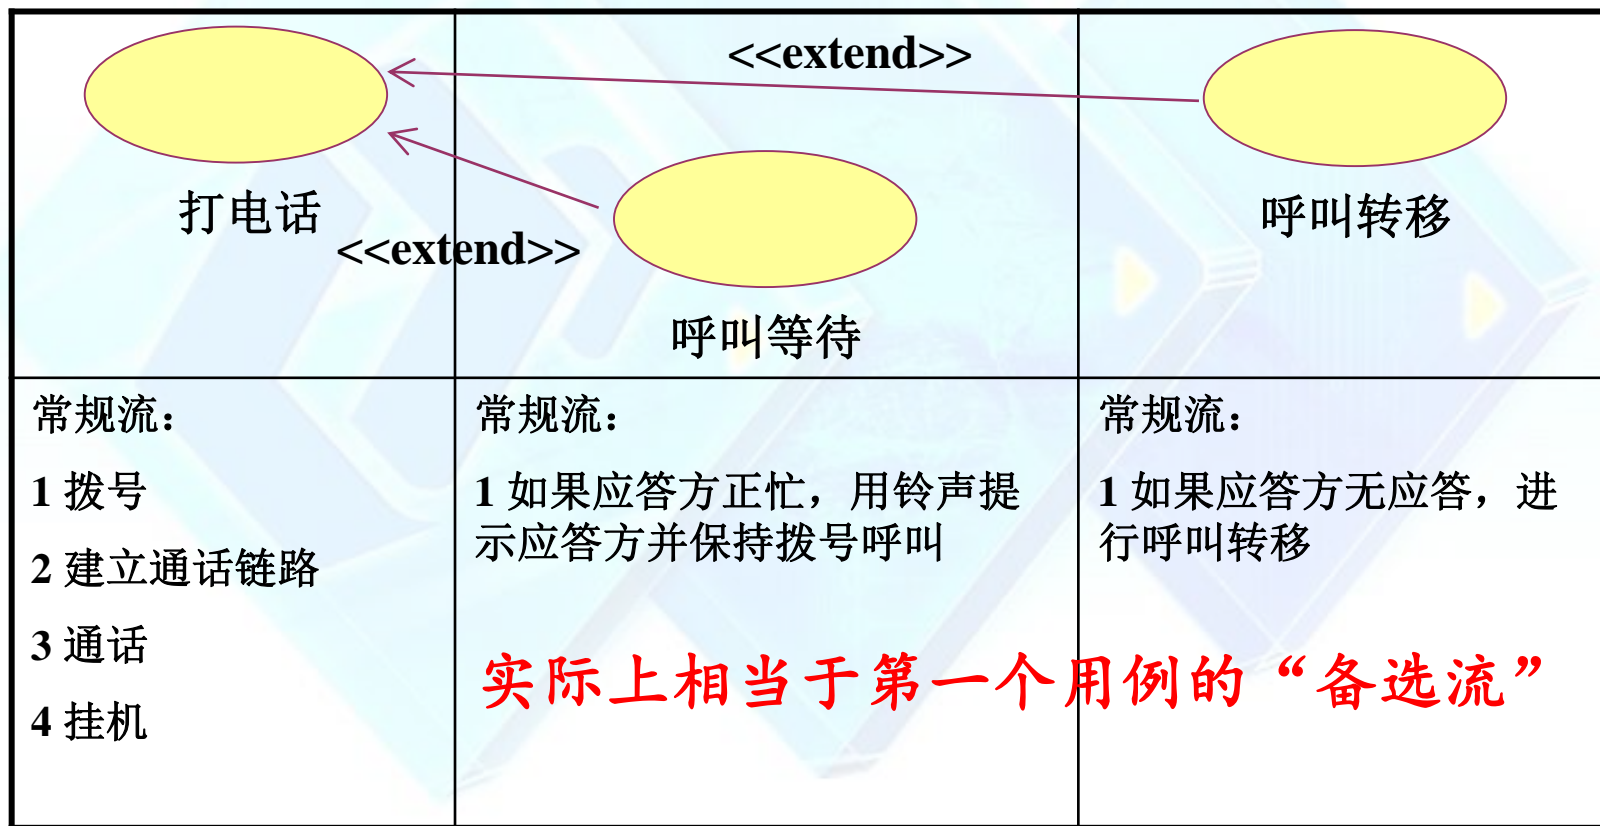 <<extend>>
打电话
呼叫转移
<<extend>>
呼叫等待
常规流：
1 拨号
2 建立通话链路
3 通话
4 挂机
常规流：
1 如果应答方正忙，用铃声提
示应答方并保持拨号呼叫
常规流：
1 如果应答方无应答，进
行呼叫转移
实际上相当于第一个用例的“备选流”